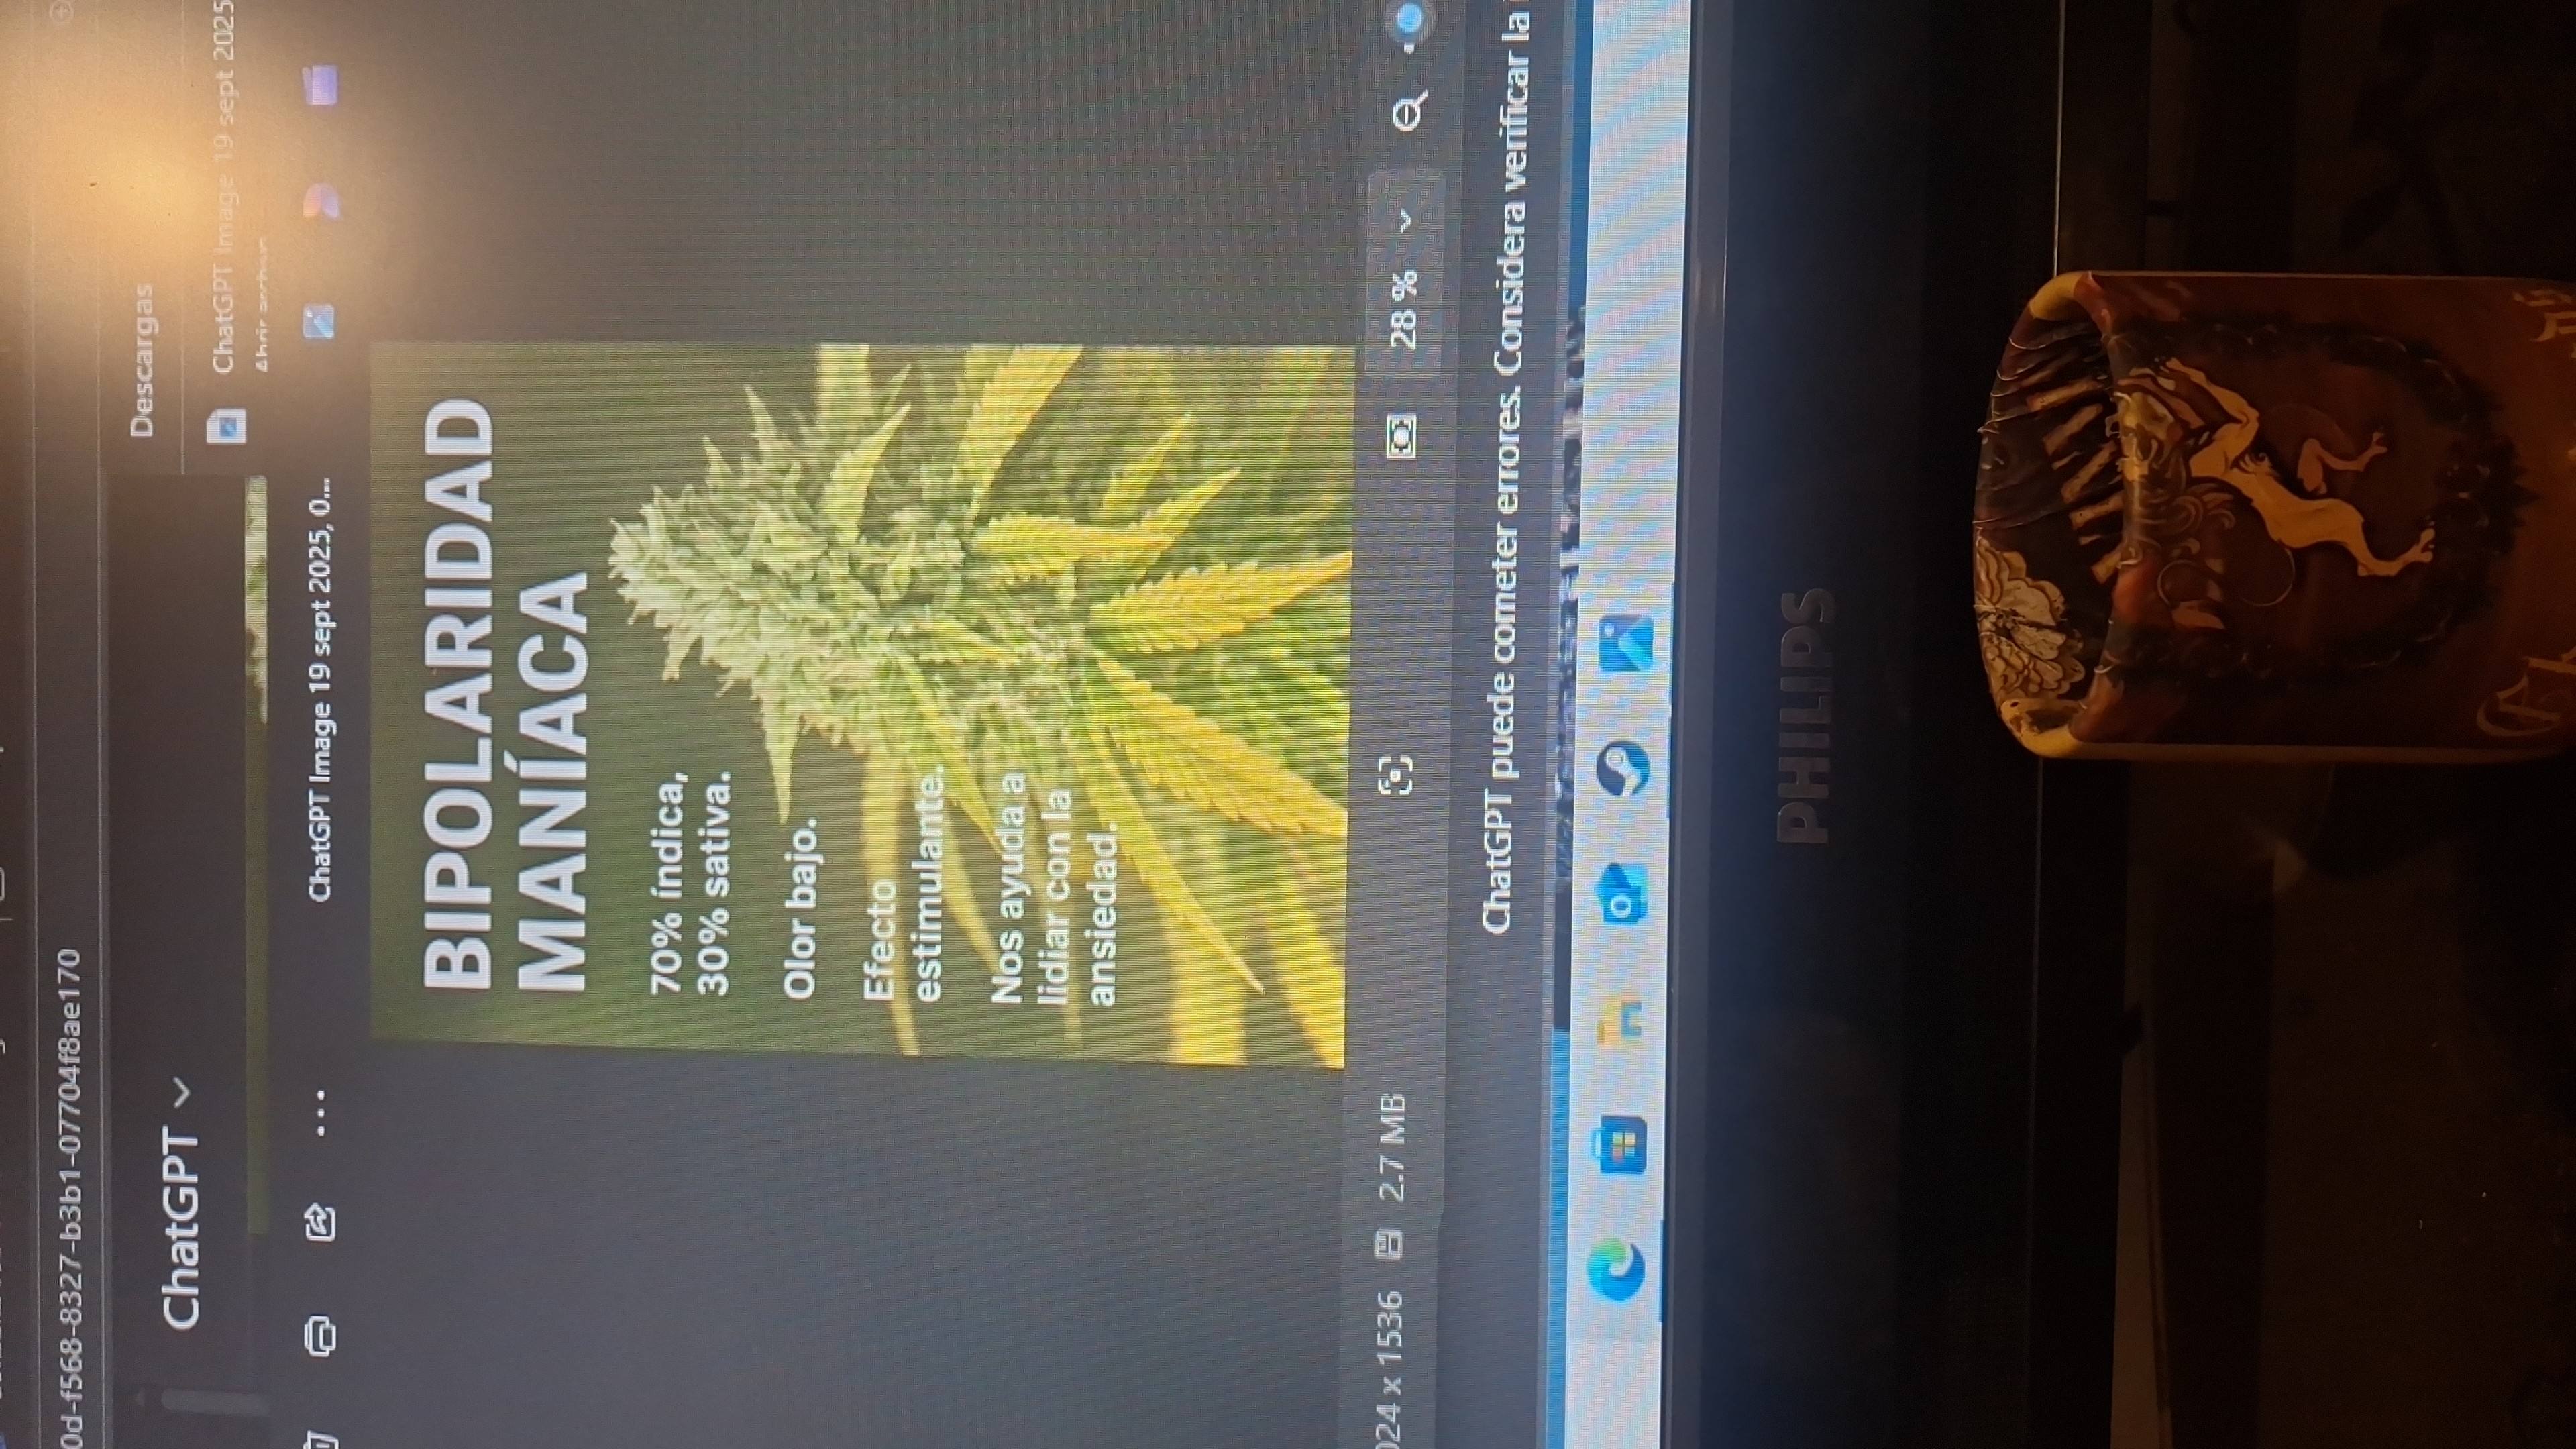 0d-f568-8327-b3b1-07704f8ae170
ChatGPT
Descargas
ChatGPT Image 19 sept 2025
Abrir archivo
ChatGPT Image 19 sept 2025, 0...
BIPOLARIDAD
MANÍACA
70% índica,
30% sativa.
Olor bajo.
Efecto
estimulante.
Nos ayuda a
lidiar con la
ansiedad.
024 x 1536
2.7 MB
28 %
ChatGPT puede cometer errores. Considera verificar la
PHILIPS